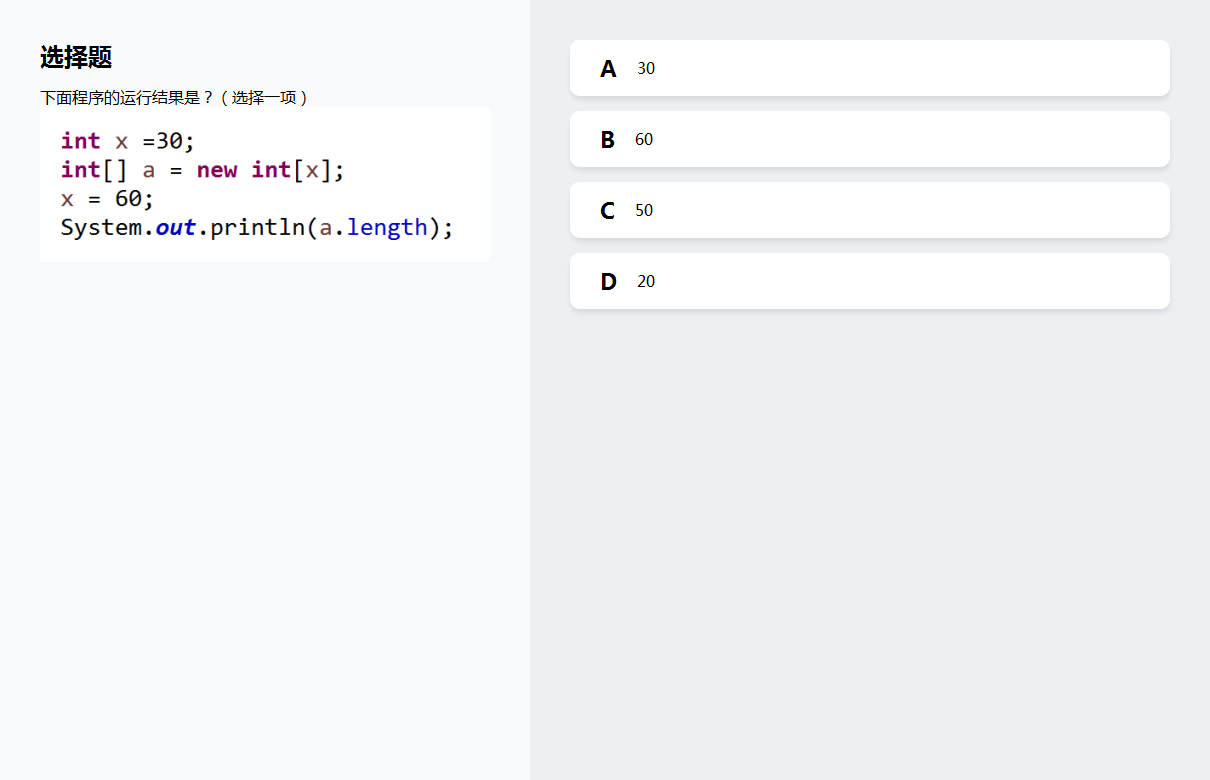 选择题
下面程序的运行结果是？（选择一项）
int x =30;
int[] a = new int[x];
x = 60;
System.out.println(a.length);
A 30
B 60
C 50
D 20